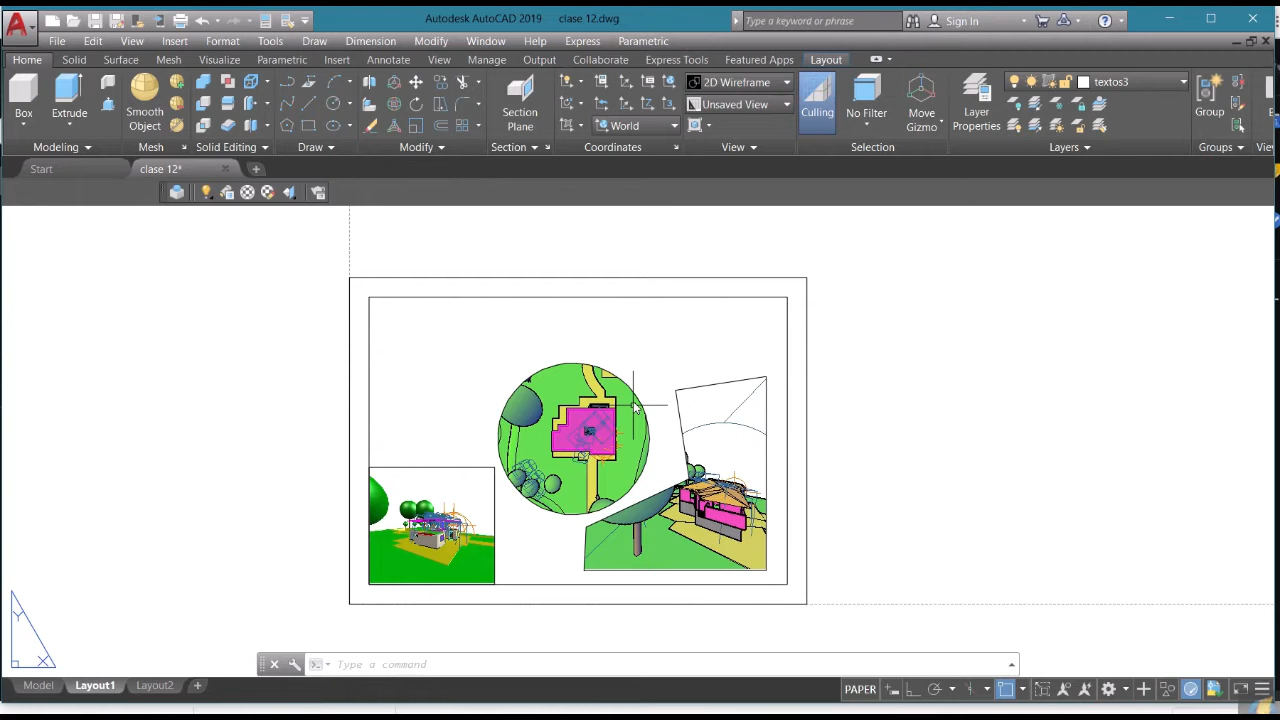 Autodesk AutoCAD 2019 clase 12.dwg
Type a keyword or phrase
Sign In
File Edit View Insert Format Tools Draw Dimension Modify Window Help Express Parametric
Home Solid Surface Mesh Visualize Parametric Insert Annotate View Manage Output Collaborate Express Tools Featured Apps Layout
Box
Extrude
Smooth
Object
Section
Plane
2D Wireframe
Unsaved View
World
Culling
No Filter
Move
Gizmo
Layer
Properties
textos3
Group
Modeling Mesh Solid Editing Draw Modify Section Coordinates View Selection Layers Groups
Start
clase 12*
Y
X
Type a command
Model Layout1 Layout2
PAPER